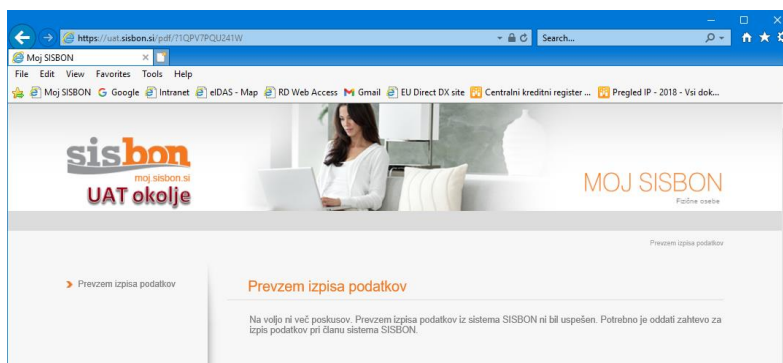 https://uat.sisbon.si/pdf/?1QPV7PQU241W
Search...
Moj SISBON
File Edit View Favorites Tools Help
Moj SISBON Google Intranet eIDAS - Map RD Web Access Gmail EU Direct DX site Centralni kreditni register ... Pregled IP - 2018 - Vsi dok...
sisbon
moj.sisbon.si
UAT okolje
MOJ SISBON
Fizične osebe
Prevzem izpisa podatkov
Prevzem izpisa podatkov
Prevzem izpisa podatkov
Na voljo ni več poskusov. Prevzem izpisa podatkov iz sistema SISBON ni bil uspešen. Potrebno je oddati zahtevo za
izpis podatkov pri članu sistema SISBON.